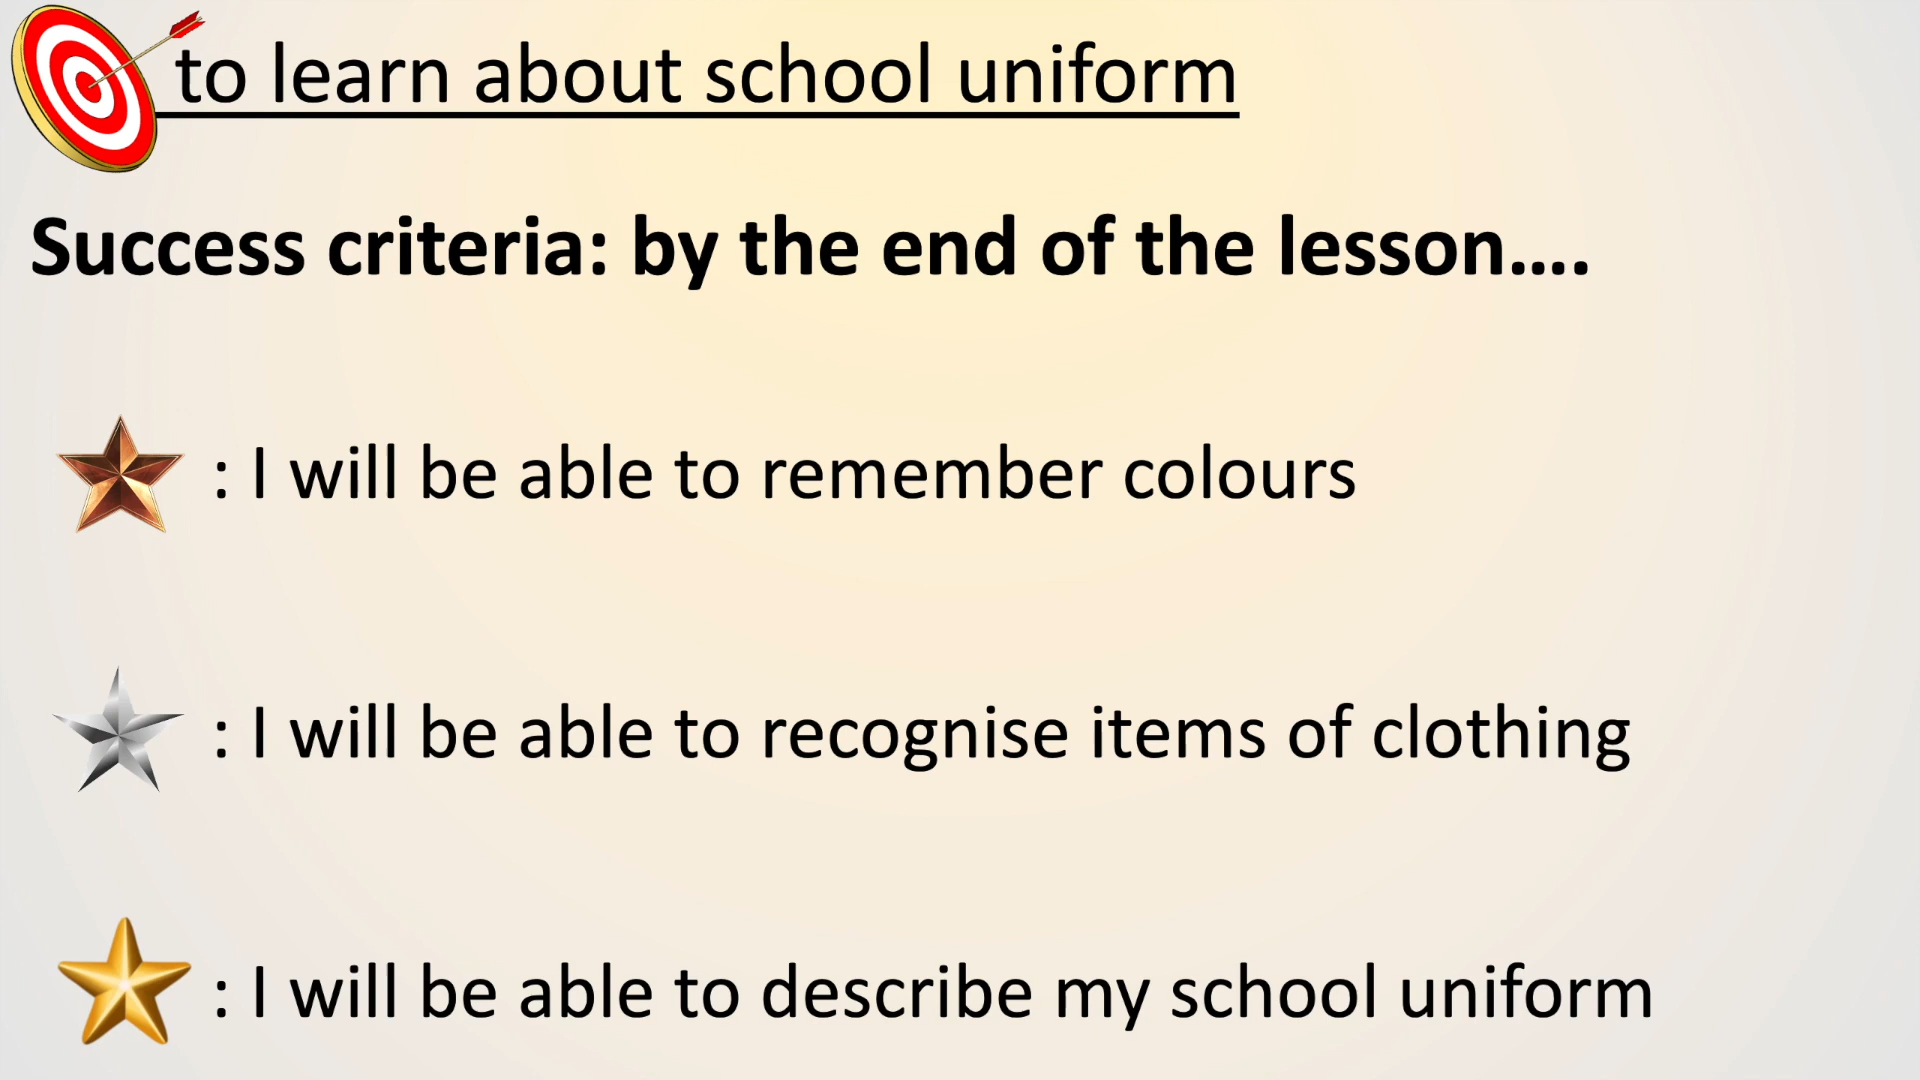 to learn about school uniform
Success criteria: by the end of the lesson....
: I will be able to remember colours
: I will be able to recognise items of clothing
: I will be able to describe my school uniform